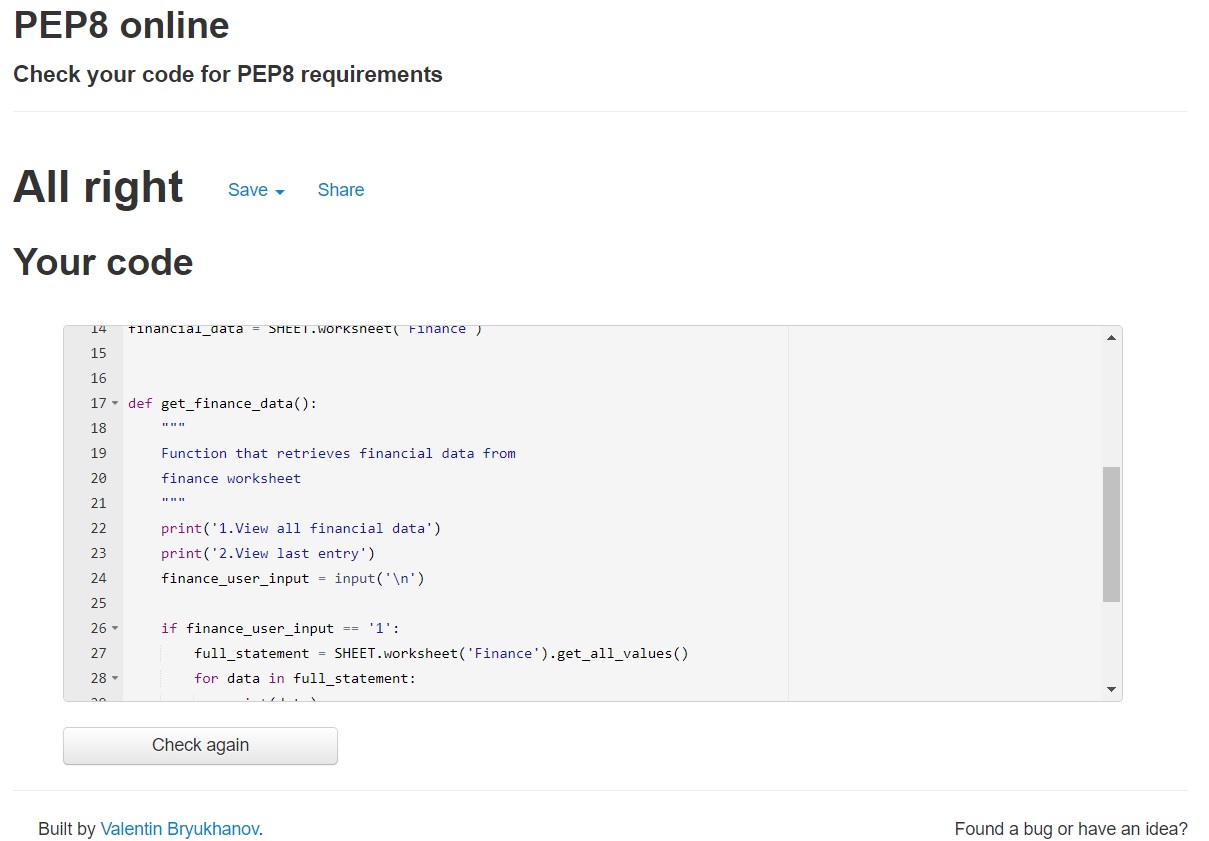 PEP8 online
Check your code for PEP8 requirements
All right Save Share
Your code
14 financial_data = SHEET.worksheet('Finance')
15
16
17 def get_finance_data():
18 """
19 Function that retrieves financial data from
20 finance worksheet
21 """
22 print('1.View all financial data')
23 print('2.View last entry')
24 finance_user_input = input('\n')
25
26 if finance_user_input == '1':
27 full_statement = SHEET.worksheet('Finance').get_all_values()
28 for data in full_statement:
Check again
Built by Valentin Bryukhanov.
Found a bug or have an idea?